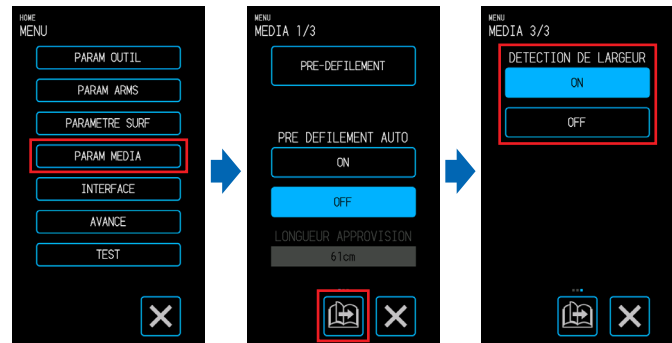 HOME
MENU
PARAM OUTIL
PARAM ARMS
PARAMETRE SURF
PARAM MEDIA
INTERFACE
AVANCE
TEST
MENU
MEDIA 1/3
PRE-DEFILEMENT
PRE DEFILEMENT AUTO
ON
OFF
LONGUEUR APPROVISION
61cm
MENU
MEDIA 3/3
DETECTION DE LARGEUR
ON
OFF